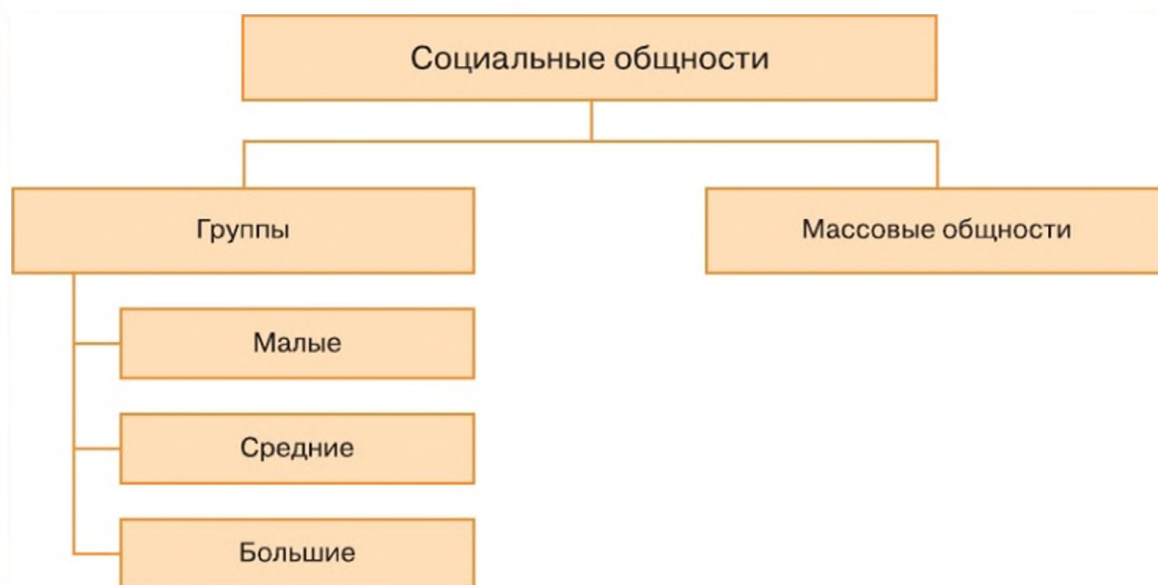 Социальные общности
Группы
Массовые общности
Малые
Средние
Большие